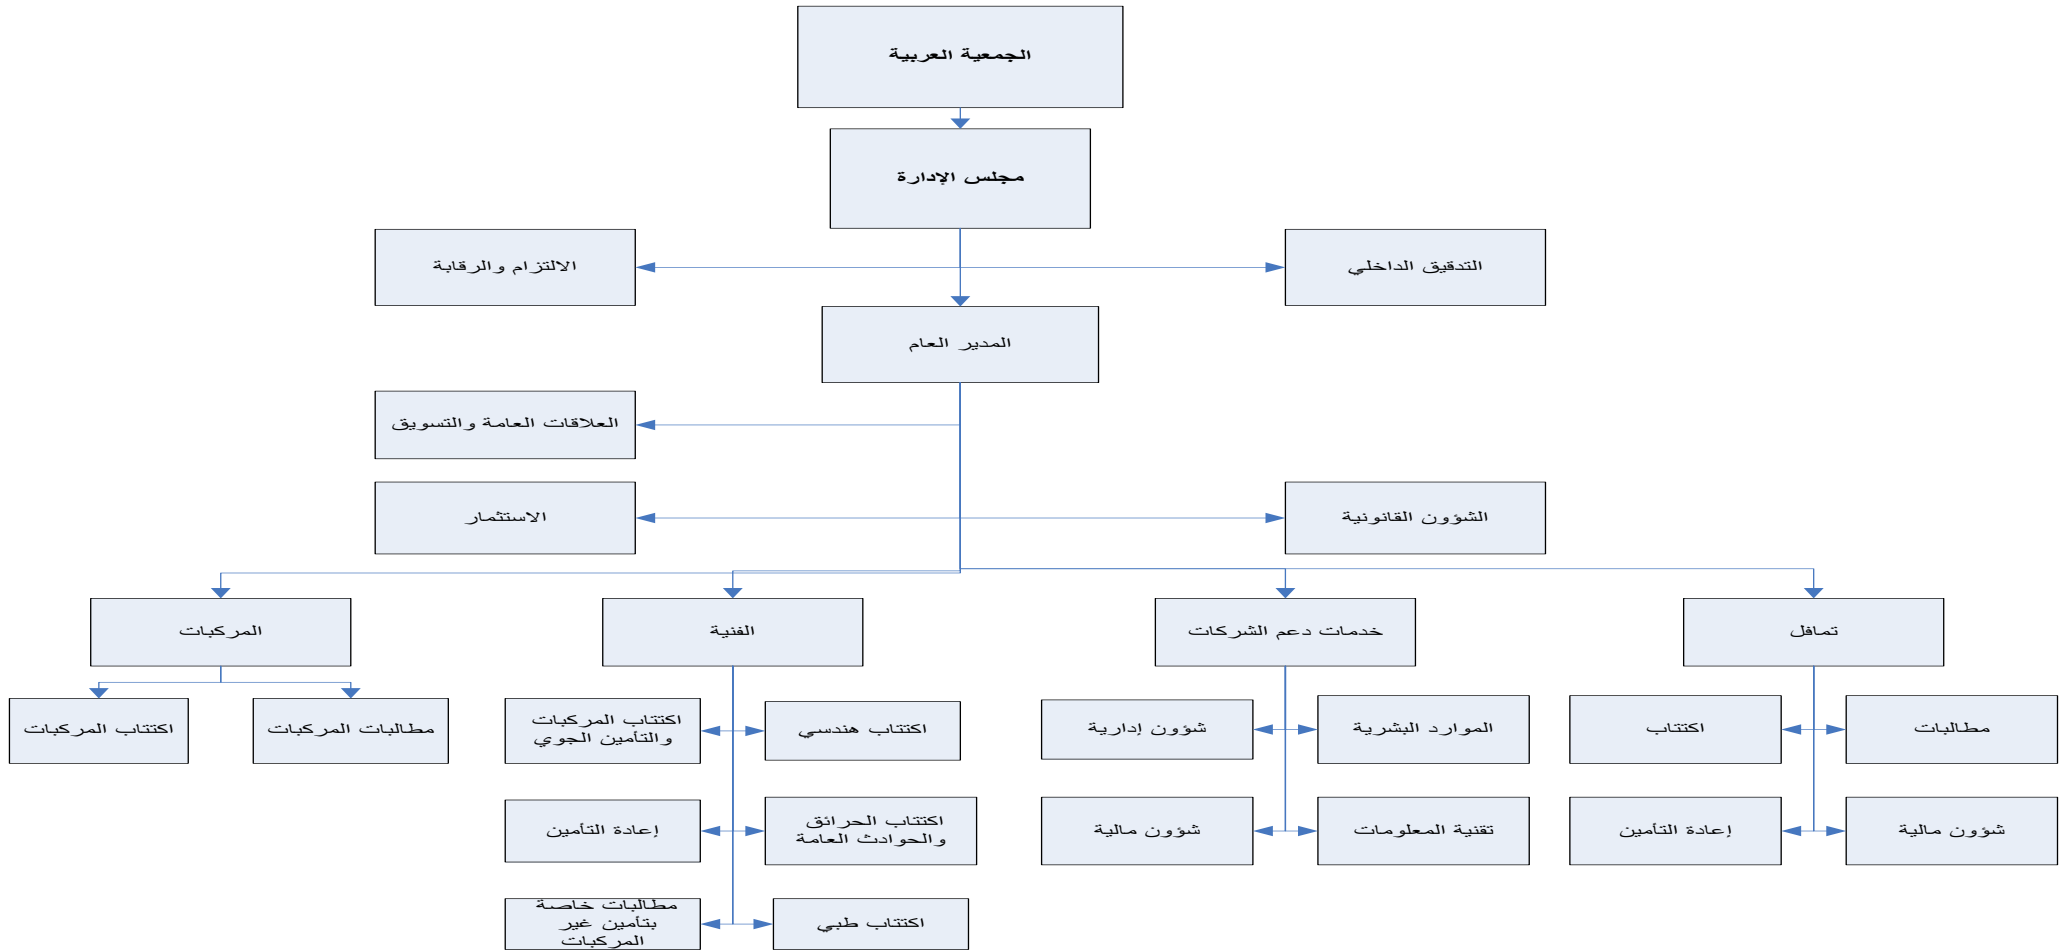 الجمعية العربية
مجلس الإدارة
التدقيق الداخلي
الالتزام والرقابة
المدير العام
العلاقات العامة والتسويق
الشؤون القانونية
الاستثمار
تمافل
خدمات دعم الشركات
الفنية
المركبات
مطالبات
اكتتاب
الموارد البشرية
شؤون إدارية
اكتتاب هندسي
اكتتاب المركبات
والتأمين الجوي
مطالبات المركبات
اكتتاب المركبات
شؤون مالية
إعادة التأمين
تقنية المعلومات
شؤون مالية
اكتتاب الحرائق
والحوادث العامة
إعادة التأمين
اكتتاب طبي
مطالبات خاصة
بتأمين غير
المركبات